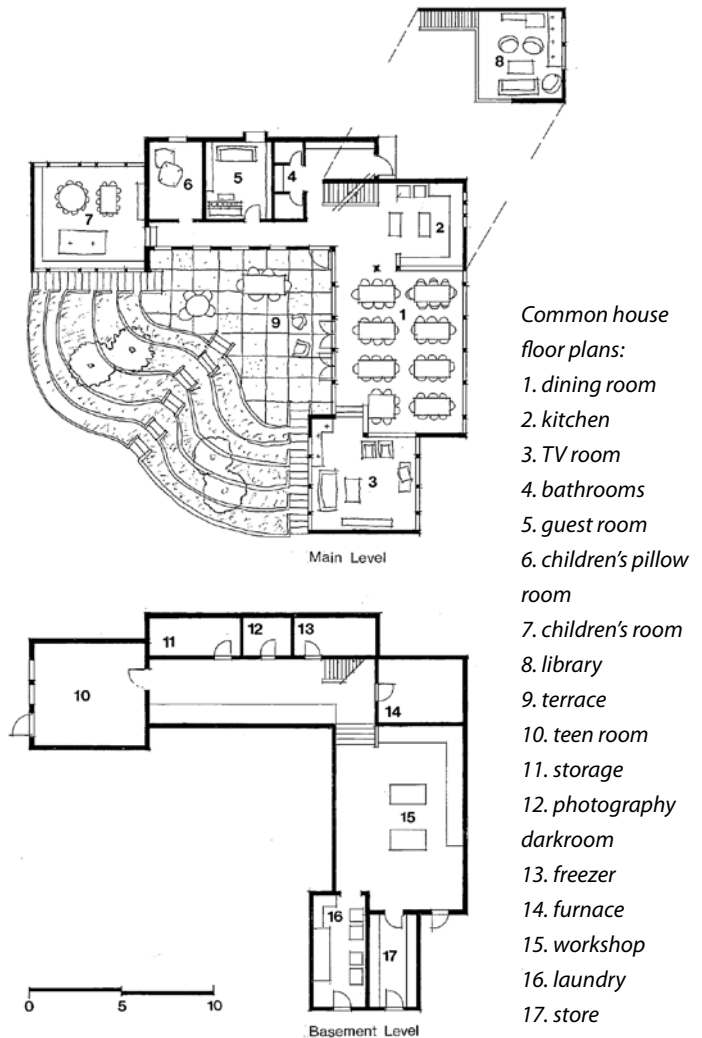 8
6
5
4
7
2
9
1
3
Main Level
11
12
13
10
14
15
16
17
0
5
10
Basement Level
Common house
floor plans:
1. dining room
2. kitchen
3. TV room
4. bathrooms
5. guest room
6. children’s pillow
room
7. children’s room
8. library
9. terrace
10. teen room
11. storage
12. photography
darkroom
13. freezer
14. furnace
15. workshop
16. laundry
17. store